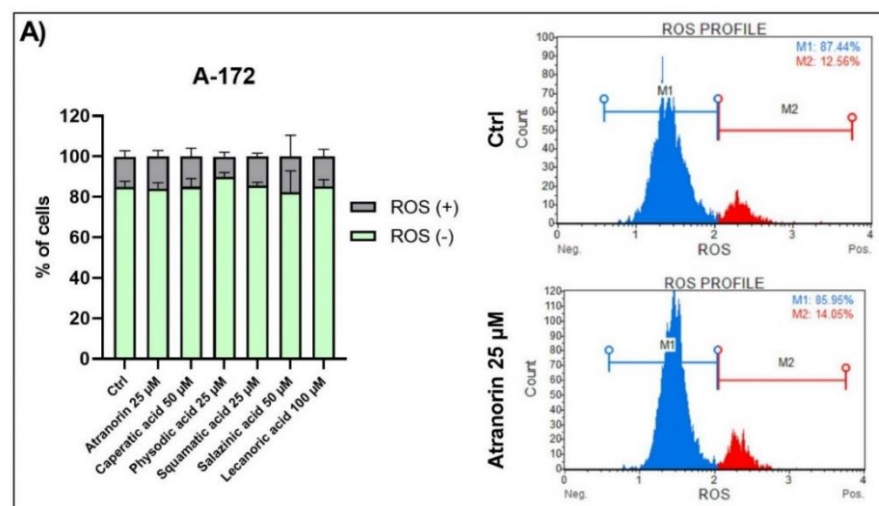 A)
A-172
120
100
80
60
40
20
0
% of cells
Ctrl
Atranorin 25 µM
Caperatic acid 50 µM
Physodic acid 25 µM
Squamatic acid 25 µM
Salazinic acid 50 µM
Lecanoric acid 100 µM
ROS (+)
ROS (-)
Ctrl
ROS PROFILE
M1: 87.44%
M2: 12.56%
M1
M2
Count
100
90
80
70
60
50
40
30
20
10
0
0 1 2 3 4
Neg. ROS Pos.
Atranorin 25 µM
ROS PROFILE
M1: 85.95%
M2: 14.05%
M1
M2
Count
120
110
100
90
80
70
60
50
40
30
20
10
0
0 1 2 3 4
Neg. ROS Pos.